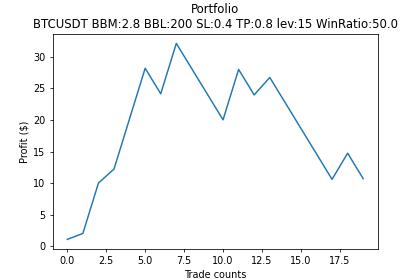 Portfolio
BTCUSDT BBM:2.8 BBL:200 SL:0.4 TP:0.8 lev:15 WinRatio:50.0
30
25
20
15
10
5
0
Profit ($)
0.0 2.5 5.0 7.5 10.0 12.5 15.0 17.5
Trade counts